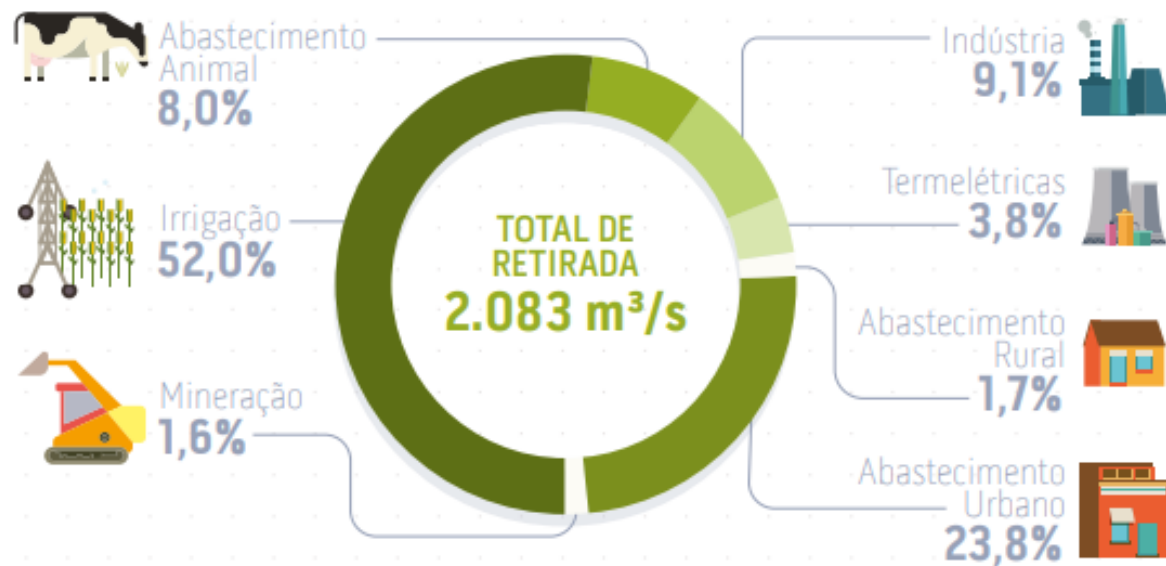 Abastecimento
Animal
8,0%
Irrigação
52,0%
Mineração
1,6%
TOTAL DE
RETIRADA
2.083 m³/s
Indústria
9,1%
Termelétricas
3,8%
Abastecimento
Rural
1,7%
Abastecimento
Urbano
23,8%